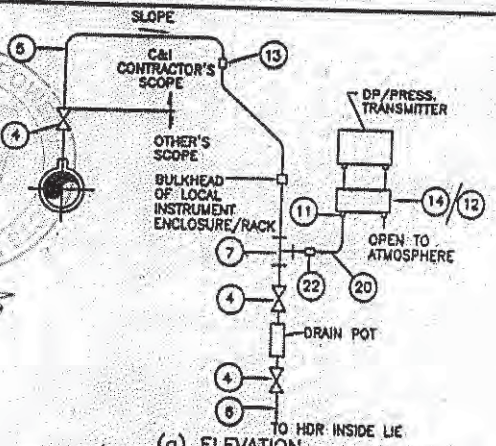 SLOPE
5
C&I
CONTRACTOR'S
SCOPE
13
DP/PRESS.
TRANSMITTER
4
OTHER'S
SCOPE
BULKHEAD
OF LOCAL
INSTRUMENT
ENCLOSURE/RACK
11
14/12
OPEN TO
ATMOSPHERE
7
22
20
4
DRAIN POT
4
6
TO HDR INSIDE LIE
(a) ELEVATION